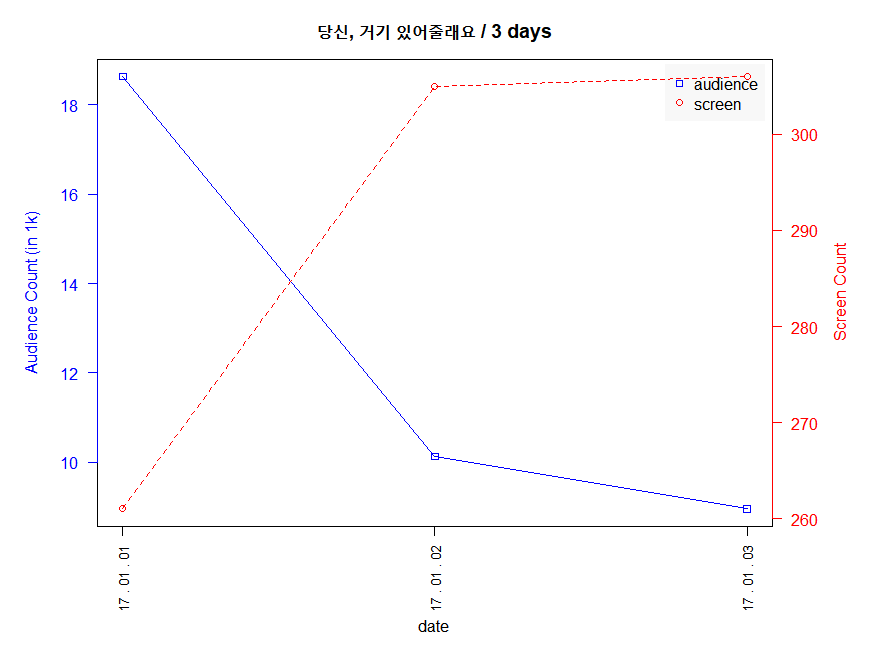 당신, 거기 있어줄래요 / 3 days
audience
screen
18
16
14
12
10
Audience Count (in 1k)
300
290
280
270
260
Screen Count
17 . 01 . 01
17 . 01 . 02
17 . 01 . 03
date